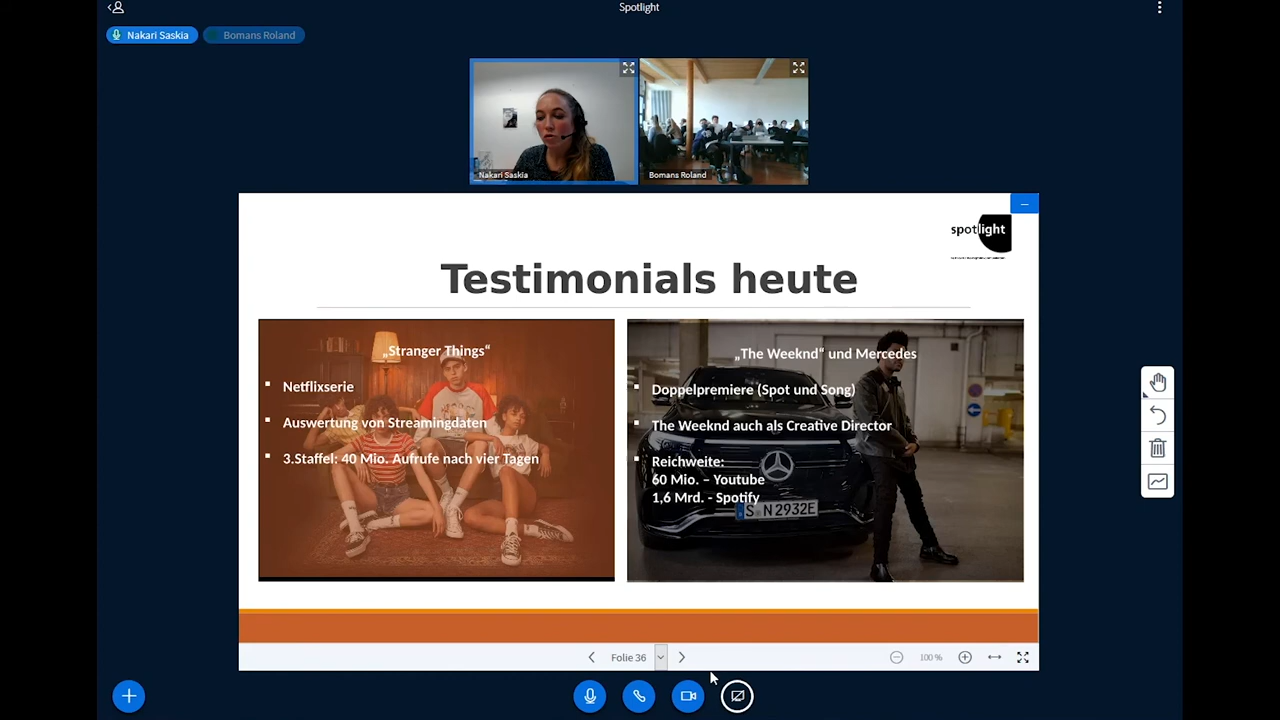 Spotlight
Nakari Saskia
Bomans Roland
Nakari Saskia
Bomans Roland
spotlight
Testimonials heute
„Stranger Things“
Netflixserie
Auswertung von Streamingdaten
3.Staffel: 40 Mio. Aufrufe nach vier Tagen
„The Weeknd“ und Mercedes
Doppelpremiere (Spot und Song)
The Weeknd auch als Creative Director
Reichweite:
60 Mio. – Youtube
1,6 Mrd. - Spotify
S N 2932E
Folie 36
100 %